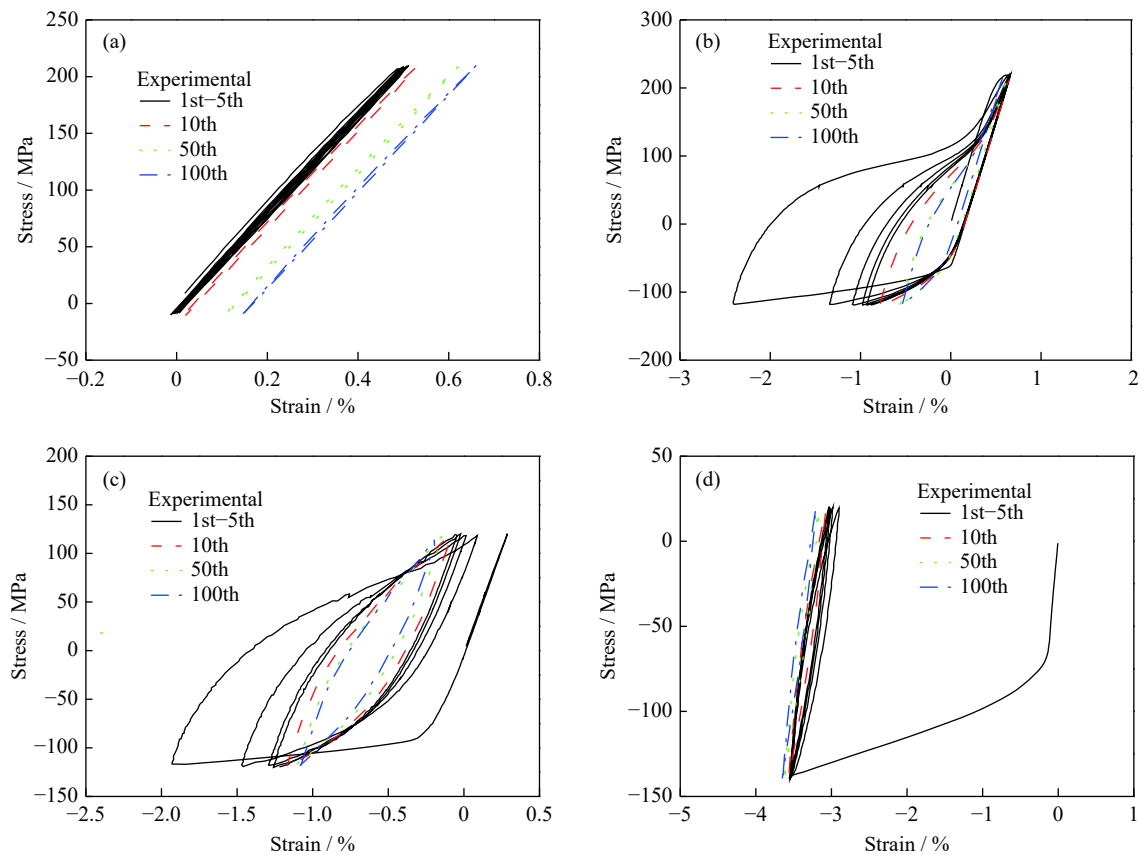 (a)
Experimental
1st−5th
10th
50th
100th
250
200
150
100
50
0
−50
−0.2
0
0.2
0.4
0.6
0.8
Stress / MPa
Strain / %
(b)
Experimental
1st−5th
10th
50th
100th
300
200
100
0
−100
−200
−3
−2
−1
0
1
2
Stress / MPa
Strain / %
(c)
Experimental
1st−5th
10th
50th
100th
200
150
100
50
0
−50
−100
−150
−2.5
−2.0
−1.5
−1.0
−0.5
0
0.5
Stress / MPa
Strain / %
(d)
Experimental
1st−5th
10th
50th
100th
50
0
−50
−100
−150
−5
−4
−3
−2
−1
0
1
Stress / MPa
Strain / %